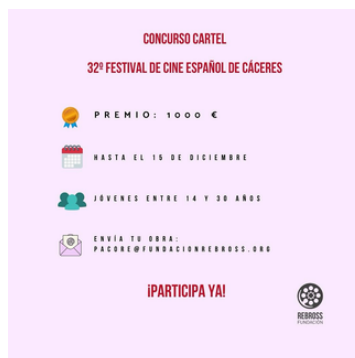 CONCURSO CARTEL
32º FESTIVAL DE CINE ESPAÑOL DE CÁCERES
PREMIO: 1000 €
HASTA EL 15 DE DICIEMBRE
JÓVENES ENTRE 14 Y 30 AÑOS
ENVÍA TU OBRA:
PACORE@FUNDACIONREBROSS.ORG
¡PARTICIPA YA!
REBROSS
FUNDACIÓN